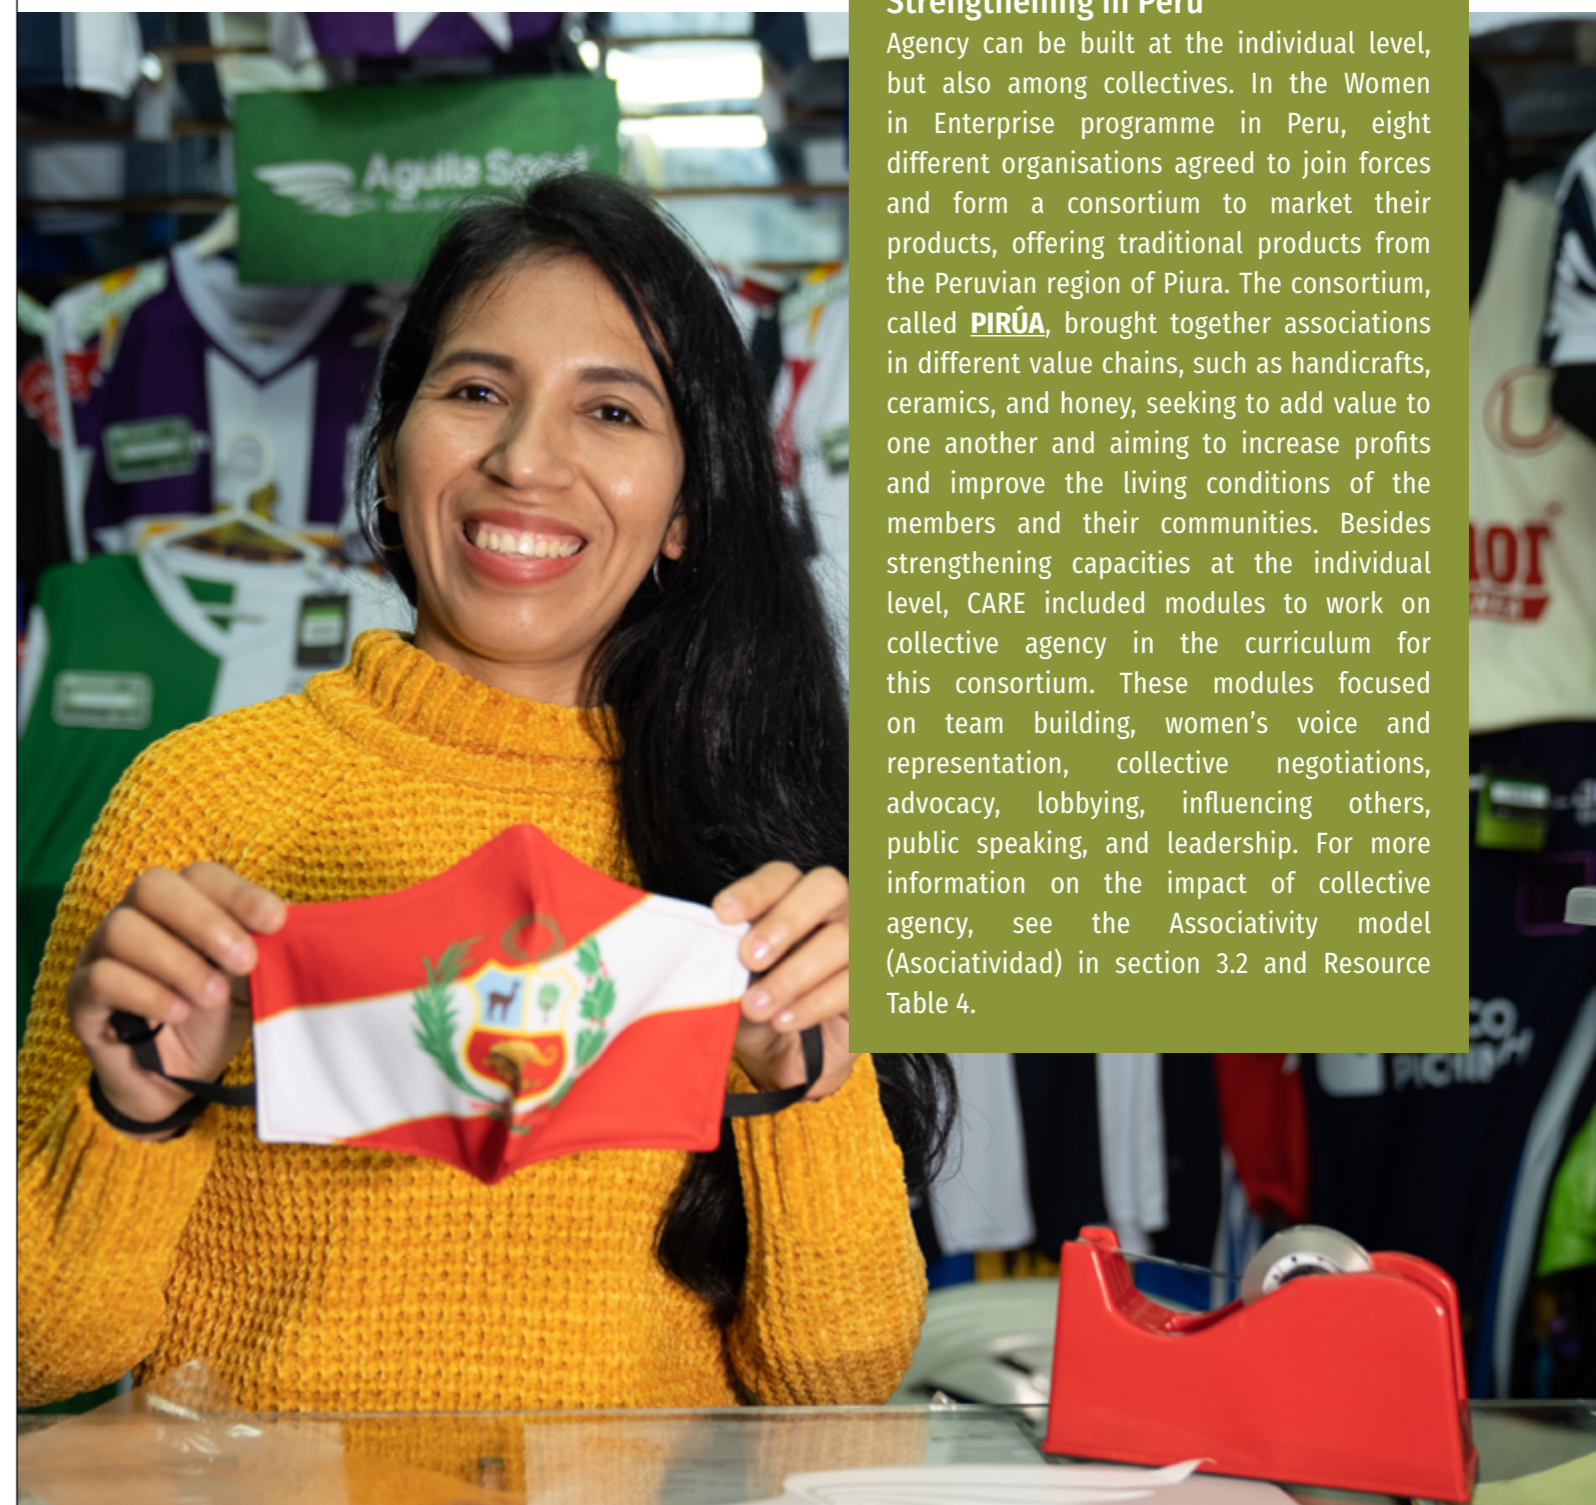 Strengthening in Peru
Agency can be built at the individual level,
but also among collectives. In the Women
in Enterprise programme in Peru, eight
different organisations agreed to join forces
and form a consortium to market their
products, offering traditional products from
the Peruvian region of Piura. The consortium,
called PIRÚA, brought together associations
in different value chains, such as handicrafts,
ceramics, and honey, seeking to add value to
one another and aiming to increase profits
and improve the living conditions of the
members and their communities. Besides
strengthening capacities at the individual
level, CARE included modules to work on
collective agency in the curriculum for
this consortium. These modules focused
on team building, women’s voice and
representation, collective negotiations,
advocacy, lobbying, influencing others,
public speaking, and leadership. For more
information on the impact of collective
agency, see the Associativity model
(Asociatividad) in section 3.2 and Resource
Table 4.
Aguila